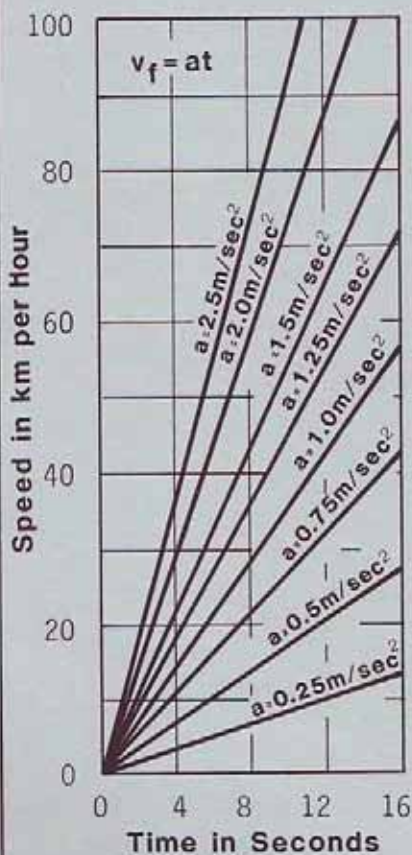 100
v_f = at
80
60
40
20
0
Speed in km per Hour
a=2.5m/sec²
a=2.0m/sec²
a=1.5m/sec²
a=1.25m/sec²
a=1.0m/sec²
a=0.75m/sec²
a=0.5m/sec²
a=0.25m/sec²
0 4 8 12 16
Time in Seconds